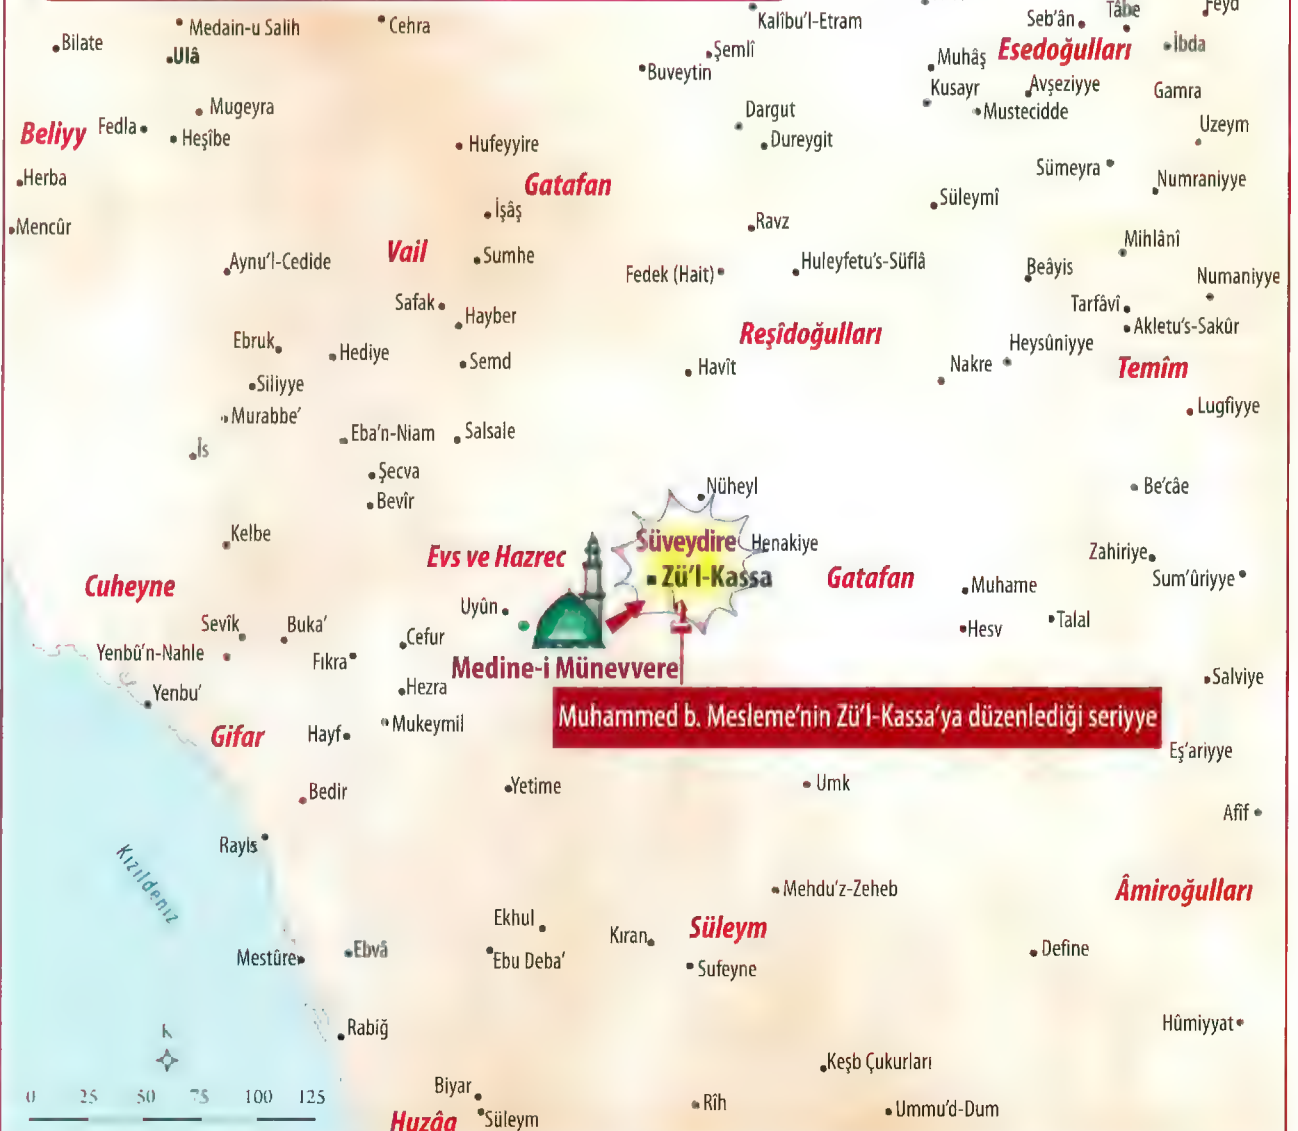 Medain-u Salih
Cehra
Kalîbu'l-Etram
Seb'ân
Tâbe
Feyd
Bilate
Ulâ
Şemlî
Buveytin
Muhâş
Esedoğulları
İbda
Kusayr
Avşeziyye
Gamra
Mugeyra
Dargut
Mustecidde
Uzeym
Beliyy
Fedla
Heşîbe
Hufeyyire
Dureygit
Sümeyra
Herba
Gatafan
Numraniyye
Süleymî
İşâş
Ravz
Mencûr
Mihlânî
Vail
Aynu'l-Cedide
Sumhe
Fedek (Hait)
Huleyfetu's-Süflâ
Beâyis
Numaniyye
Safak
Hayber
Tarfâvî
Akletu's-Sakûr
Reşîdoğulları
Ebruk
Hediye
Semd
Havît
Nakre
Heysûniyye
Temîm
Siliyye
Murabbe'
Lugfiyye
Eba'n-Niam
Salsale
İs
Şecva
Nüheyl
Be'câe
Bevîr
Kelbe
Süveydire
Henakiye
Evs ve Hazrec
Zahiriye
Zü'l-Kassa
Gatafan
Sum'ûriyye
Cuheyne
Muhame
Uyûn
Talal
Sevîk
Buka'
Hesv
Cefur
Yenbû'n-Nahle
Fıkra
Medine-i Münevvere
Salviye
Yenbu'
Hezra
Muhammed b. Mesleme'nin Zü'l-Kassa'ya düzenlediği seriyye
Mukeymil
Gifar
Hayf
Eş'ariyye
Bedir
Yetime
Umk
Afif
Rayis
Kızıldeniz
Mehdu'z-Zeheb
Âmiroğulları
Ekhul
Kıran
Süleym
Mestûre
Ebvâ
Ebu Deba'
Sufeyne
Define
Rabiğ
Hûmiyyat
K
Keşb Çukurları
0 25 50 75 100 125
Biyar
Rîh
Ummu'd-Dum
Huzâa
Süleym